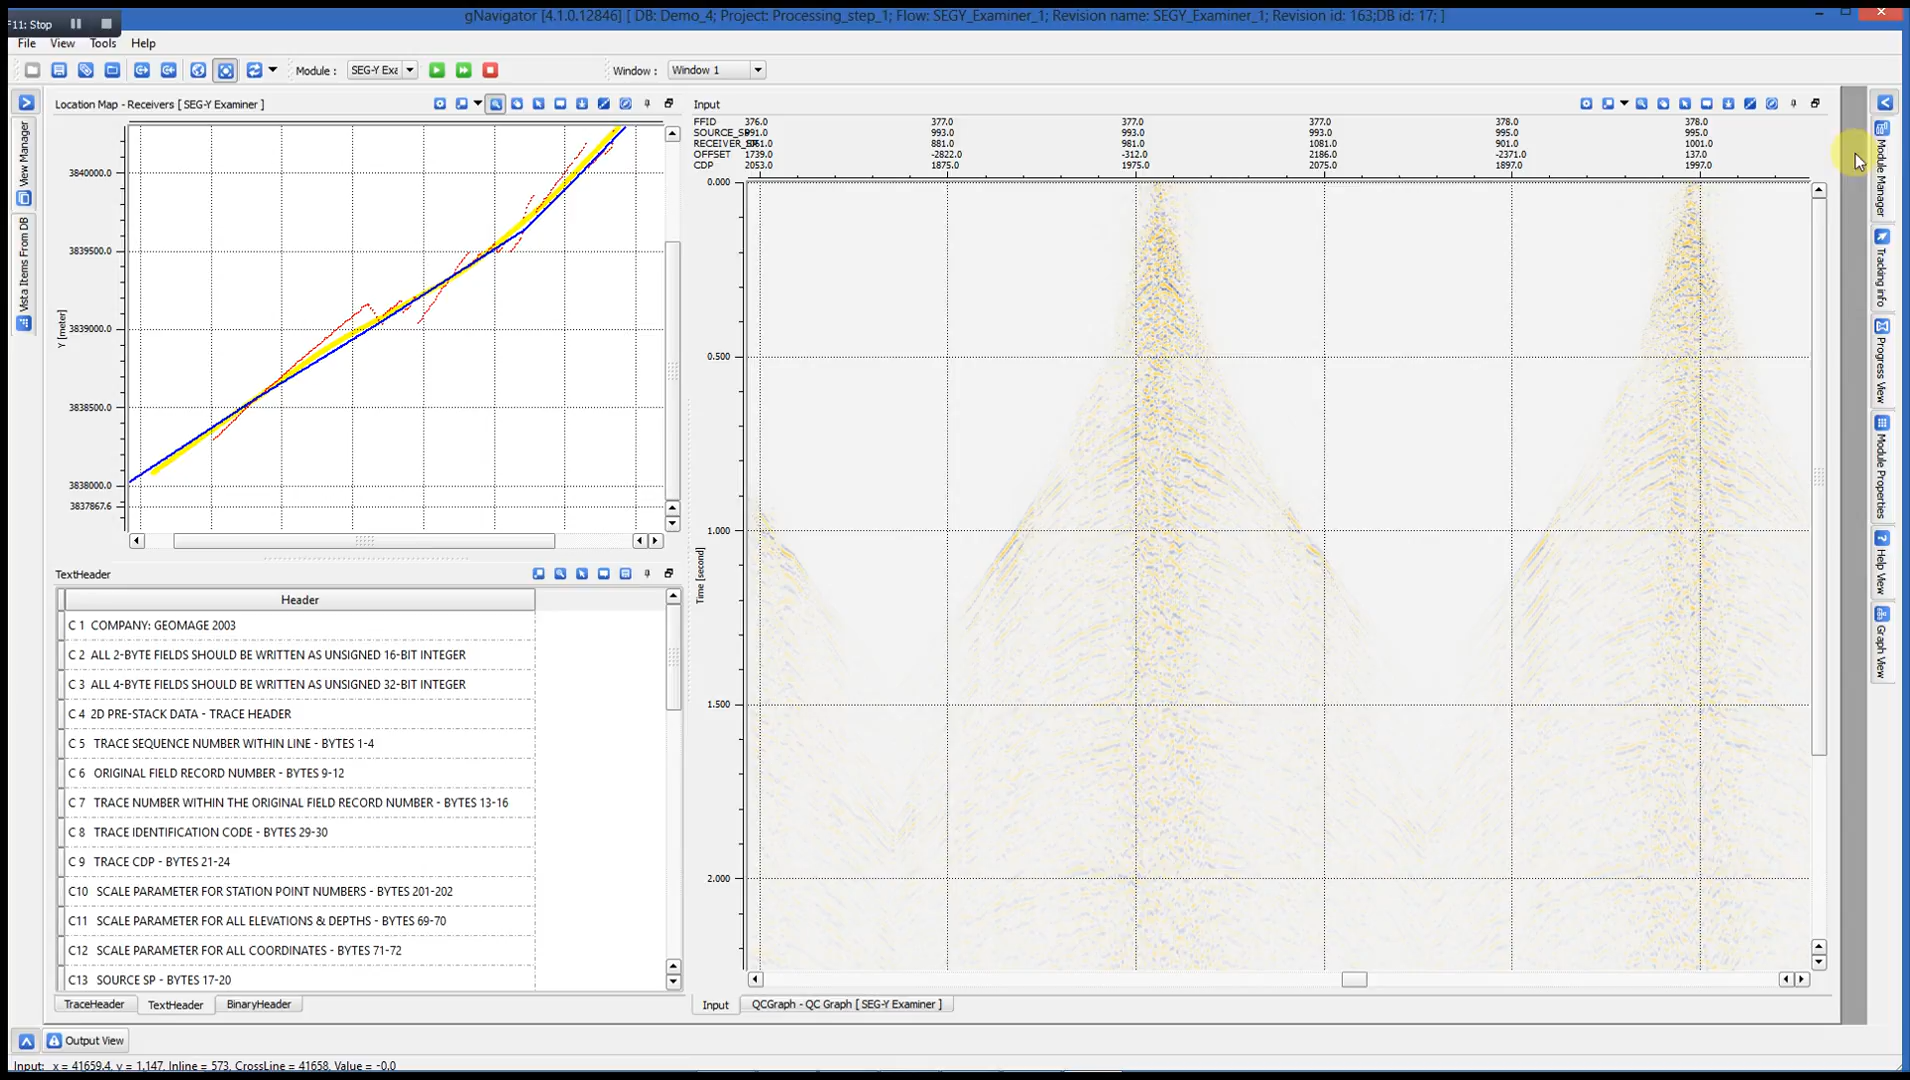 gNavigator [4.1.0.12846] [ DB: Demo_4; Project: Processing_step_1; Flow: SEGY_Examiner_1; Revision name: SEGY_Examiner_1; Revision id: 163;DB id: 17; ]
F11: Stop
File View Tools Help
Module : SEG-Y Exa Window : Window 1
View Manager
Vista Items From DB
Location Map - Receivers [ SEG-Y Examiner ]
3840000.0
3839500.0
3839000.0
3838500.0
3838000.0
3837867.6
Y [meter]
TextHeader
Header
C 1 COMPANY: GEOMAGE 2003
C 2 ALL 2-BYTE FIELDS SHOULD BE WRITTEN AS UNSIGNED 16-BIT INTEGER
C 3 ALL 4-BYTE FIELDS SHOULD BE WRITTEN AS UNSIGNED 32-BIT INTEGER
C 4 2D PRE-STACK DATA - TRACE HEADER
C 5 TRACE SEQUENCE NUMBER WITHIN LINE - BYTES 1-4
C 6 ORIGINAL FIELD RECORD NUMBER - BYTES 9-12
C 7 TRACE NUMBER WITHIN THE ORIGINAL FIELD RECORD NUMBER - BYTES 13-16
C 8 TRACE IDENTIFICATION CODE - BYTES 29-30
C 9 TRACE CDP - BYTES 21-24
C10 SCALE PARAMETER FOR STATION POINT NUMBERS - BYTES 201-202
C11 SCALE PARAMETER FOR ALL ELEVATIONS & DEPTHS - BYTES 69-70
C12 SCALE PARAMETER FOR ALL COORDINATES - BYTES 71-72
C13 SOURCE SP - BYTES 17-20
TraceHeader TextHeader BinaryHeader
Input
FFID 376.0 377.0 377.0 377.0 378.0 378.0
SOURCE_SP 991.0 993.0 993.0 993.0 995.0 995.0
RECEIVER_SP 1061.0 881.0 981.0 1081.0 901.0 1001.0
OFFSET 1739.0 -2822.0 -312.0 2186.0 -2371.0 137.0
CDP 2053.0 1875.0 1975.0 2075.0 1897.0 1997.0
0.000
0.500
1.000
1.500
2.000
Time [second]
Input QCGraph - QC Graph [ SEG-Y Examiner ]
Module Manager
Tracking info
Progress View
Module Properties
Help View
Graph View
Output View
Input: x = 41659.4, y = 1,147, Inline = 573, CrossLine = 41658, Value = -0.0